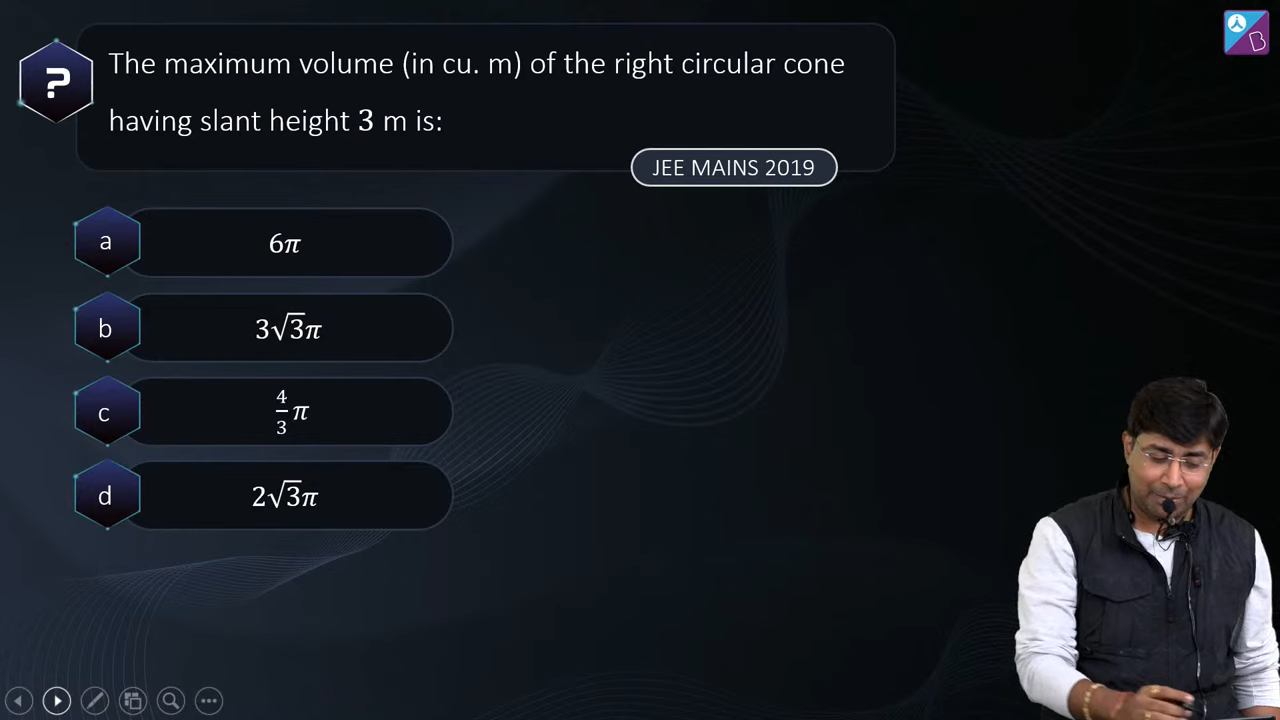 ?
The maximum volume (in cu. m) of the right circular cone
having slant height 3 m is:
JEE MAINS 2019
a
6π
b
3√3π
c
4/3 π
d
2√3π
B